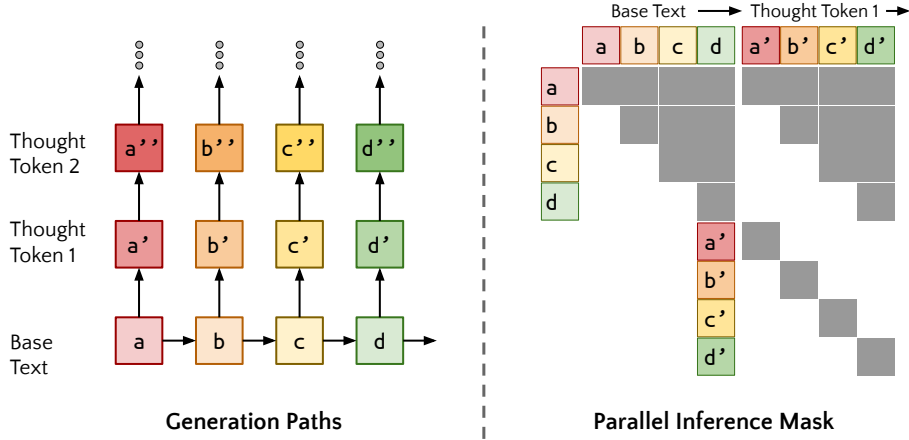 Thought
Token 2
a’’ b’’ c’’ d’’
Thought
Token 1
a’ b’ c’ d’
Base
Text
a b c d
Generation Paths
Base Text Thought Token 1
a b c d a’ b’ c’ d’
a
b
c
d
a’
b’
c’
d’
Parallel Inference Mask